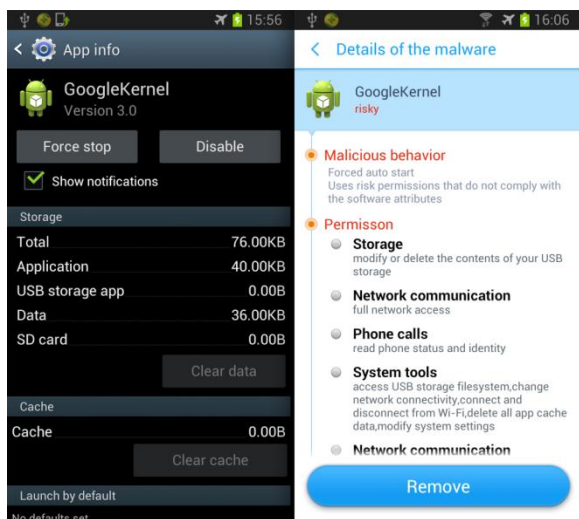 15:56
App info
GoogleKernel
Version 3.0
Force stop
Disable
Show notifications
Storage
Total
76.00KB
Application
40.00KB
USB storage app
0.00B
Data
36.00KB
SD card
0.00B
Clear data
Cache
Cache
0.00B
Clear cache
Launch by default
No defaults set
16:06
Details of the malware
GoogleKernel
risky
Malicious behavior
Forced auto start
Uses risk permissions that do not comply with
the software attributes
Permisson
Storage
modify or delete the contents of your USB
storage
Network communication
full network access
Phone calls
read phone status and identity
System tools
access USB storage filesystem,change
network connectivity,connect and
disconnect from Wi-Fi,delete all app cache
data,modify system settings
Network communication
Remove